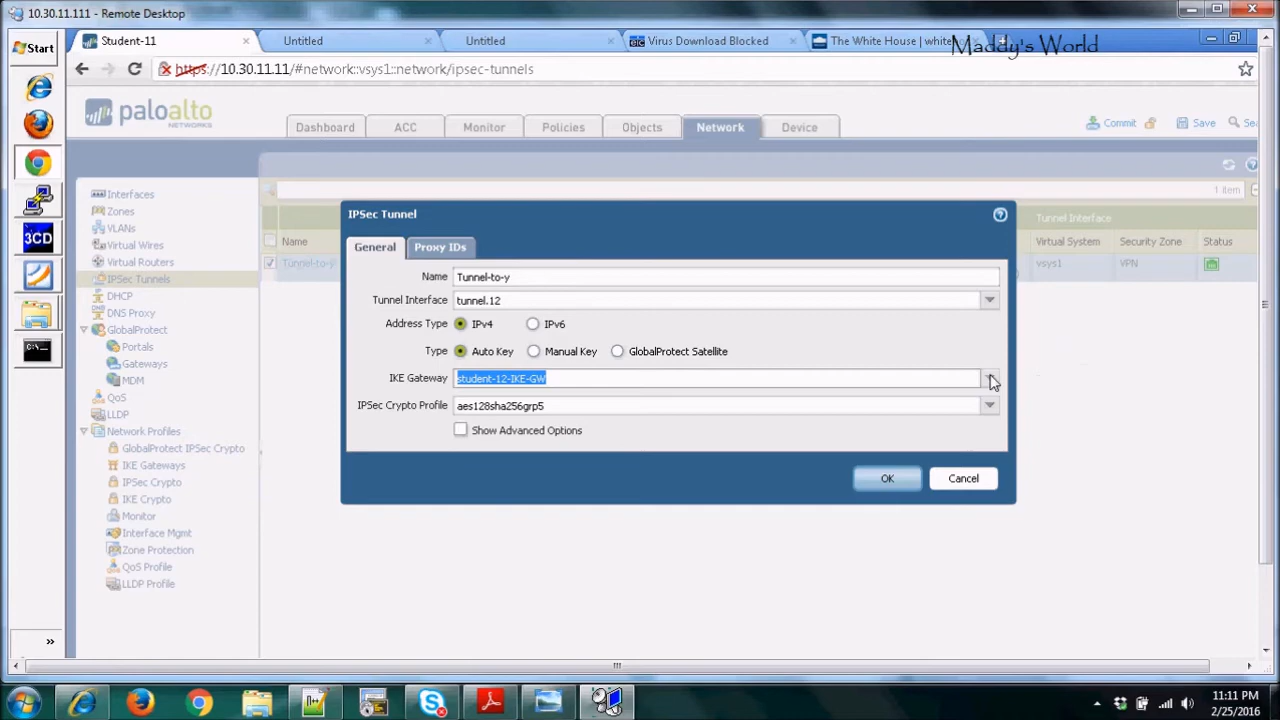 10.30.11.111 - Remote Desktop
Start
Student-11
Untitled
Untitled
Virus Download Blocked
The White House | white
Maddy's World
https://10.30.11.11/#network::vsys1::network/ipsec-tunnels
paloalto
NETWORKS
Dashboard
ACC
Monitor
Policies
Objects
Network
Device
Commit
Save
Sea
1 item
Interfaces
Zones
VLANs
Virtual Wires
Virtual Routers
IPSec Tunnels
DHCP
DNS Proxy
GlobalProtect
Portals
Gateways
MDM
QoS
LLDP
Network Profiles
GlobalProtect IPSec Crypto
IKE Gateways
IPSec Crypto
IKE Crypto
Monitor
Interface Mgmt
Zone Protection
QoS Profile
LLDP Profile
Name
Tunnel-to-y
Tunnel Interface
Virtual System
Security Zone
Status
vsys1
VPN
IPSec Tunnel
General
Proxy IDs
Name
Tunnel-to-y
Tunnel Interface
tunnel.12
Address Type
IPv4
IPv6
Type
Auto Key
Manual Key
GlobalProtect Satellite
IKE Gateway
student-12-IKE-GW
IPSec Crypto Profile
aes128sha256grp5
Show Advanced Options
OK
Cancel
3CD
11:11 PM
2/25/2016